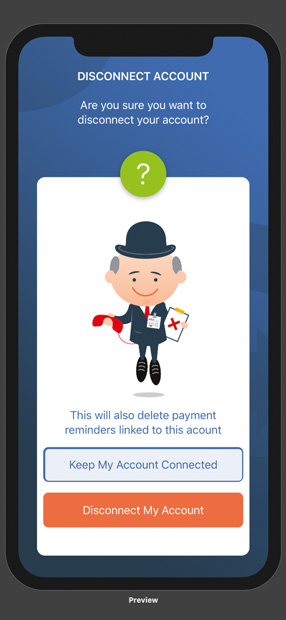 DISCONNECT ACCOUNT
Are you sure you want to
disconnect your account?
?
This will also delete payment
reminders linked to this acount
Keep My Account Connected
Disconnect My Account
Preview